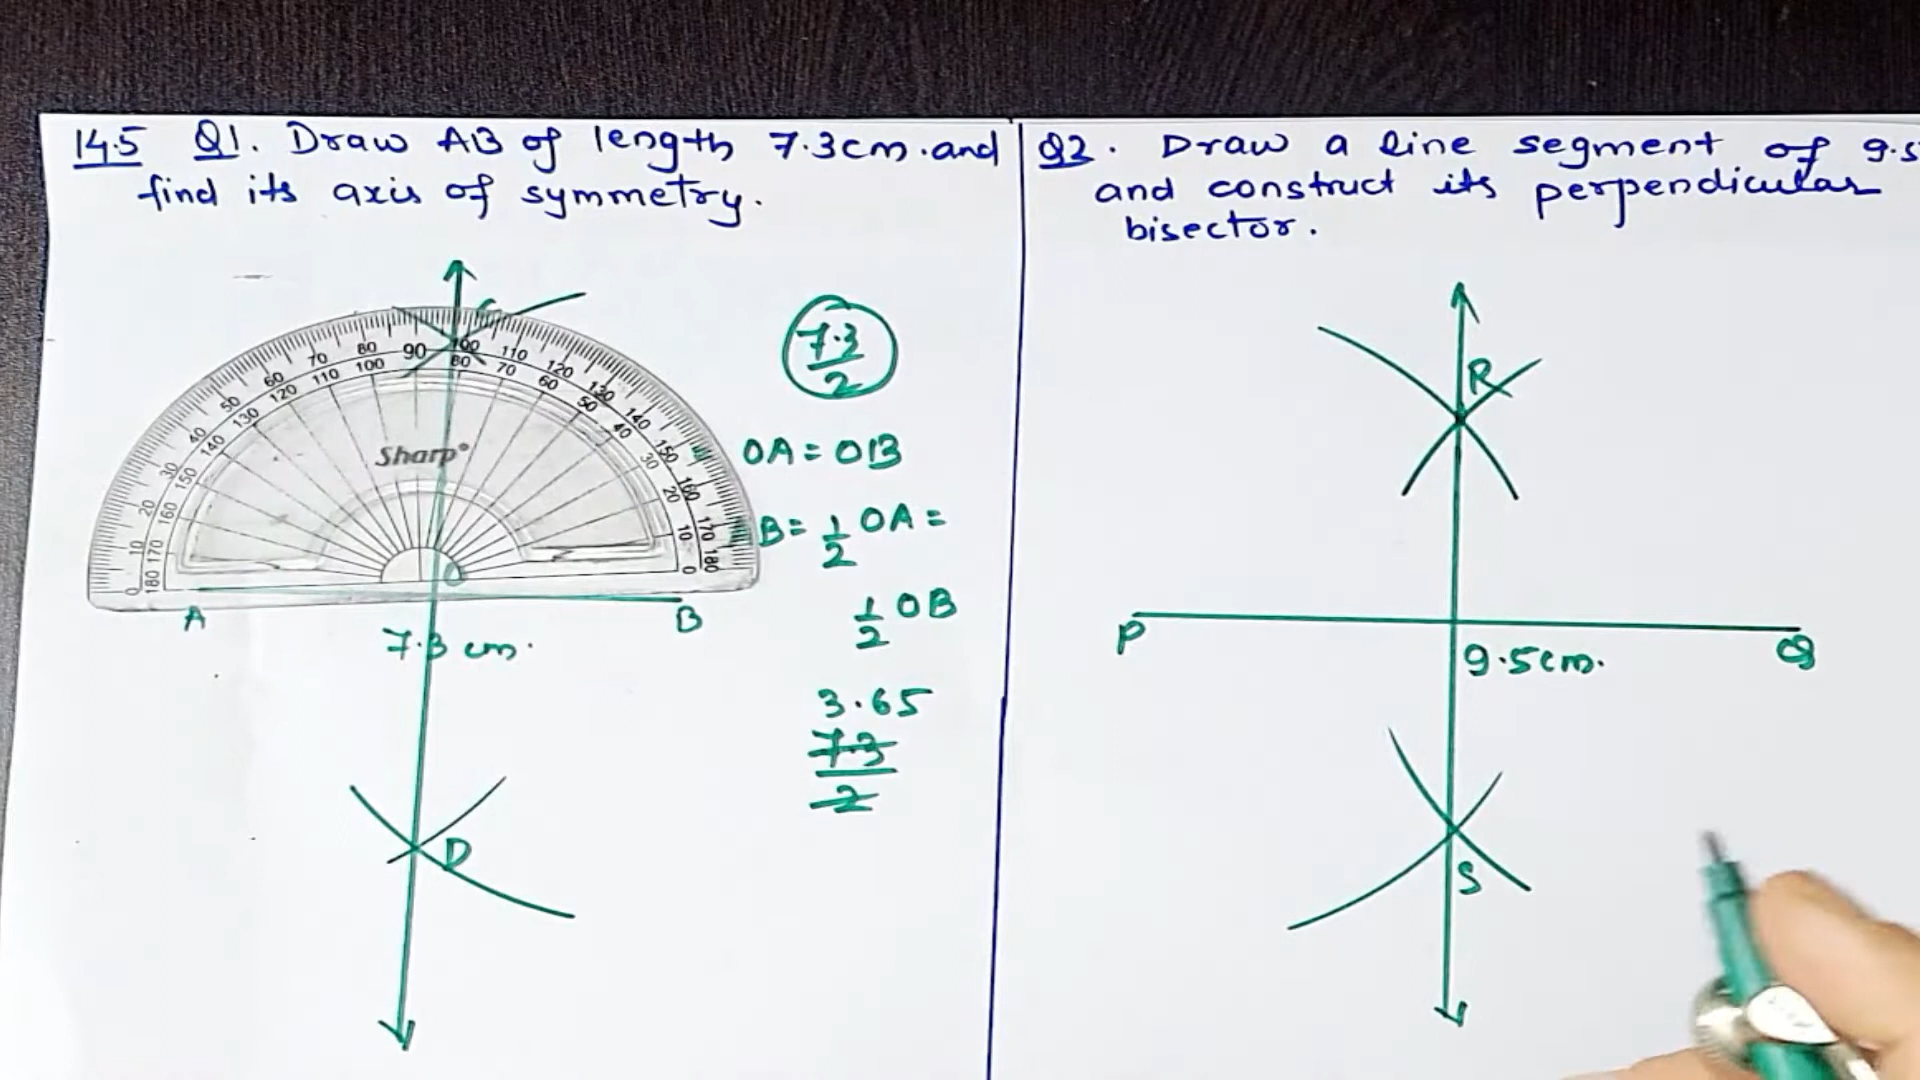 14.5 Q1. Draw AB of length 7.3cm. and
find its axis of symmetry.
C
Sharp®
A
B
7.3 cm.
D
7.3
2
OA = OB
B = 1/2 OA =
1/2 OB
3.65
7.3
2
Q2. Draw a line segment of 9.5
and construct its perpendicular
bisector.
R
P
Q
9.5cm.
S